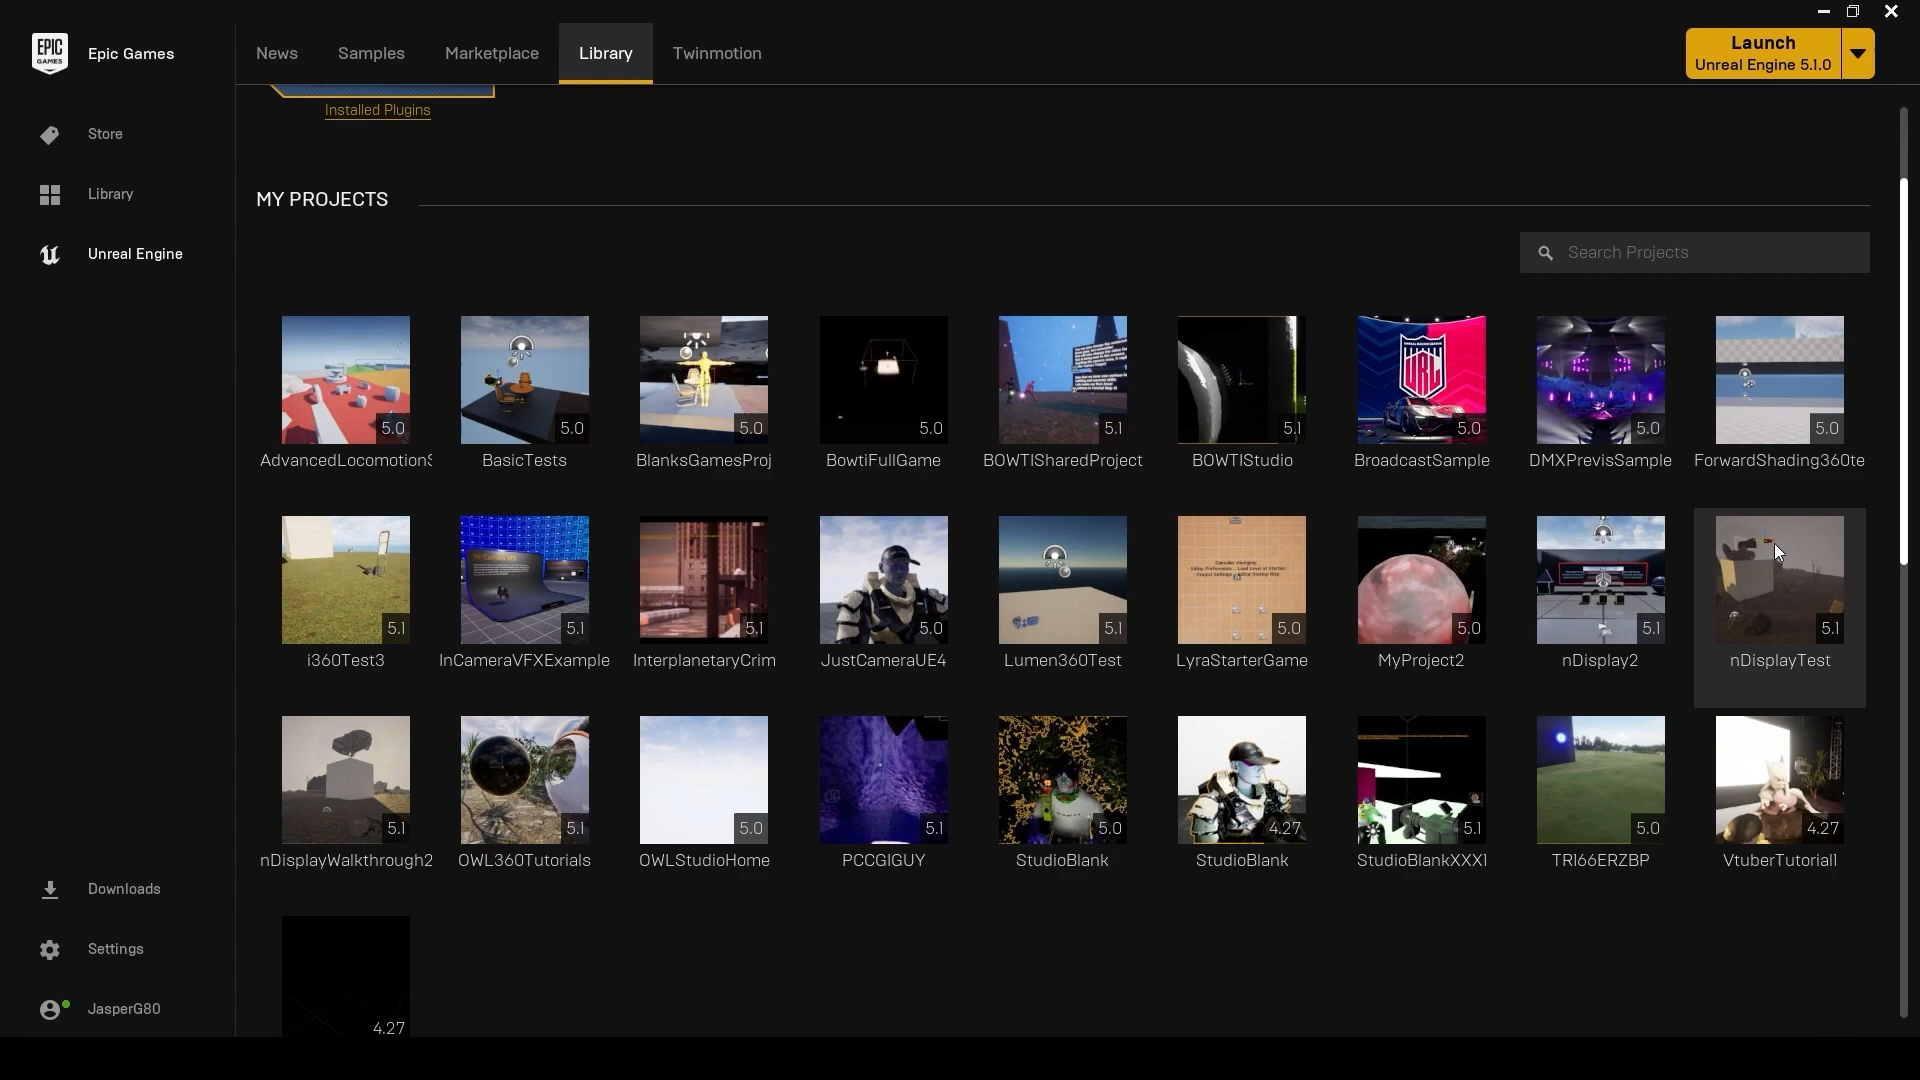 EPIC
GAMES
Epic Games
News
Samples
Marketplace
Library
Twinmotion
Launch
Unreal Engine 5.1.0
Store
Library
Unreal Engine
Downloads
Settings
JasperG80
Installed Plugins
MY PROJECTS
Search Projects
5.0
5.0
5.0
5.0
5.1
5.1
5.0
5.0
5.0
AdvancedLocomotionS
BasicTests
BlanksGamesProj
BowtiFullGame
BOWTISharedProject
BOWTIStudio
BroadcastSample
DMXPrevisSample
ForwardShading360te
5.1
5.1
5.1
5.0
5.1
5.0
5.0
5.1
5.1
i360Test3
InCameraVFXExample
InterplanetaryCrim
JustCameraUE4
Lumen360Test
LyraStarterGame
MyProject2
nDisplay2
nDisplayTest
5.1
5.1
5.0
5.1
5.0
4.27
5.1
5.0
4.27
nDisplayWalkthrough2
OWL360Tutorials
OWLStudioHome
PCCGIGUY
StudioBlank
StudioBlank
StudioBlankXXX1
TR166ERZBP
VtuberTutorial1
4.27